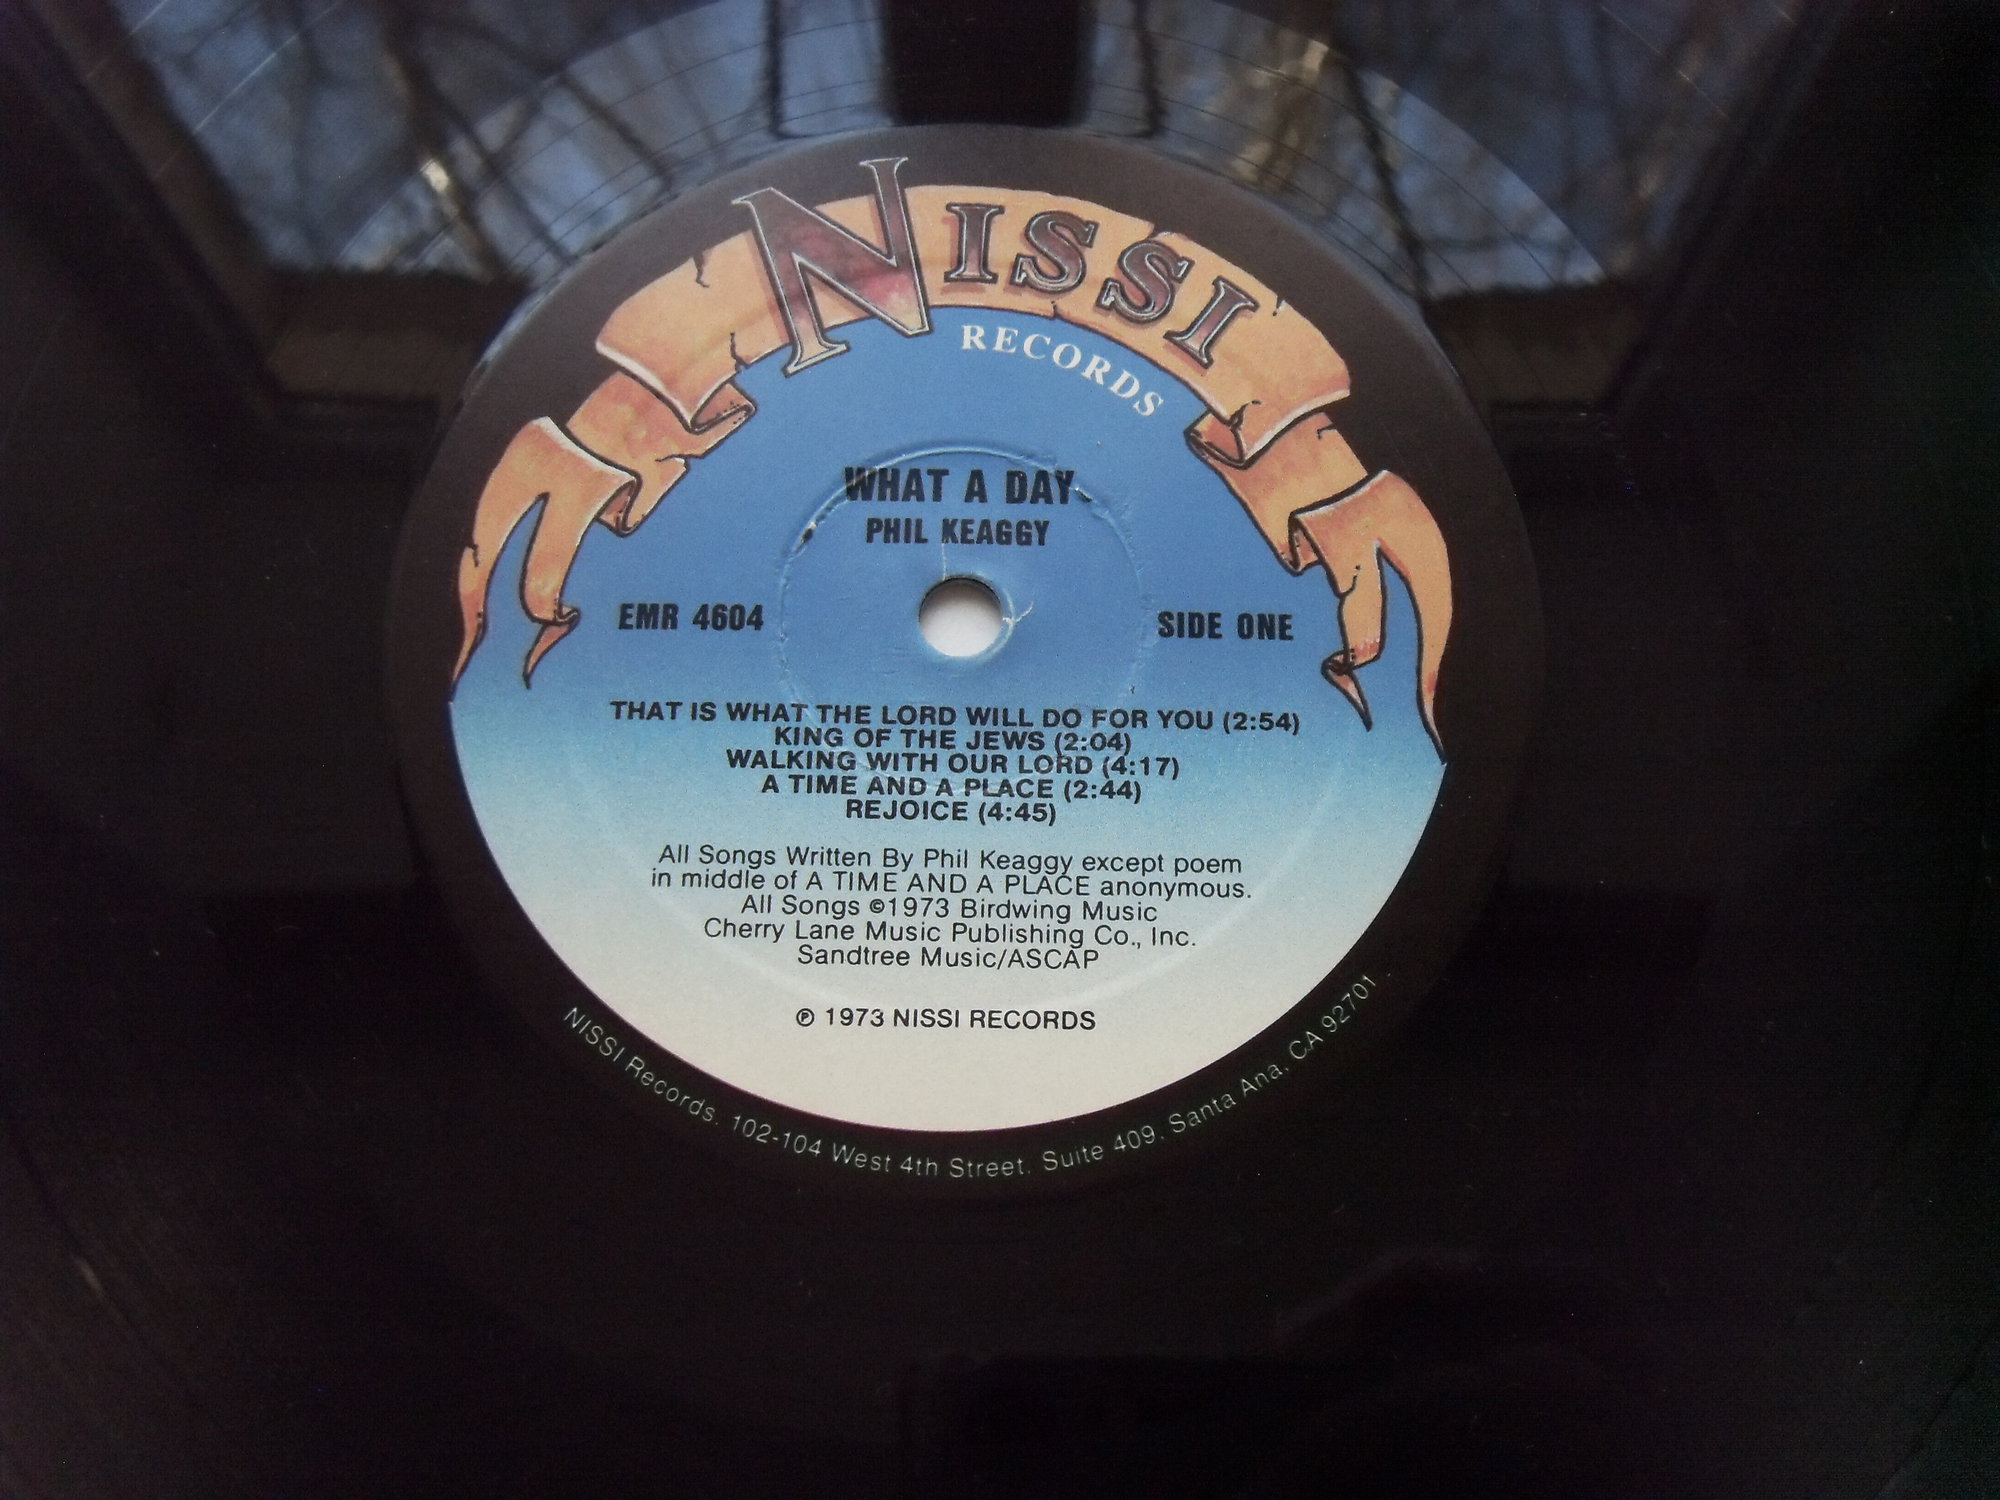 NISSI
RECORDS
WHAT A DAY
PHIL KEAGGY
EMR 4604
SIDE ONE
THAT IS WHAT THE LORD WILL DO FOR YOU (2:54)
KING OF THE JEWS (2:04)
WALKING WITH OUR LORD (4:17)
A TIME AND A PLACE (2:44)
REJOICE (4:45)
All Songs Written By Phil Keaggy except poem
in middle of A TIME AND A PLACE anonymous.
All Songs ©1973 Birdwing Music
Cherry Lane Music Publishing Co., Inc.
Sandtree Music/ASCAP
℗ 1973 NISSI RECORDS
NISSI Records. 102-104 West 4th Street. Suite 409. Santa Ana, CA 92701